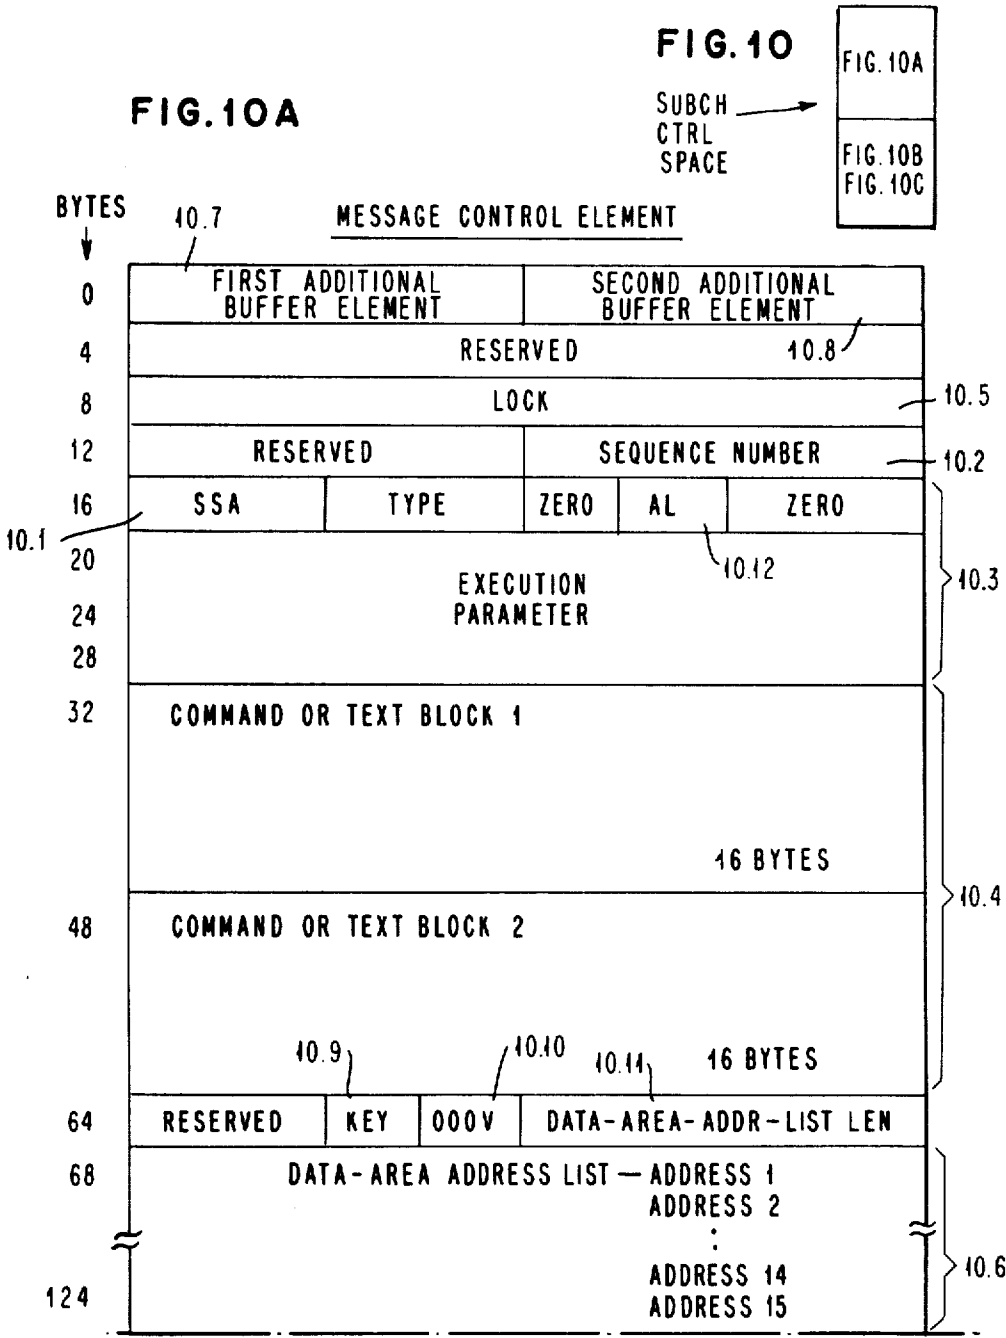 FIG.10
FIG.10A
FIG.10A
SUBCH
CTRL
SPACE
FIG.10B
FIG.10C
BYTES
10.7
MESSAGE CONTROL ELEMENT
0
FIRST ADDITIONAL
BUFFER ELEMENT
SECOND ADDITIONAL
BUFFER ELEMENT
4
RESERVED
10.8
8
LOCK
10.5
12
RESERVED
SEQUENCE NUMBER
10.2
16
SSA
TYPE
ZERO
AL
ZERO
10.1
10.12
10.3
20
24
28
EXECUTION
PARAMETER
32
COMMAND OR TEXT BLOCK 1
16 BYTES
10.4
48
COMMAND OR TEXT BLOCK 2
10.9
10.10
10.11
16 BYTES
64
RESERVED
KEY
000V
DATA-AREA-ADDR-LIST LEN
68
DATA-AREA ADDRESS LIST — ADDRESS 1
ADDRESS 2
:
ADDRESS 14
10.6
124
ADDRESS 15